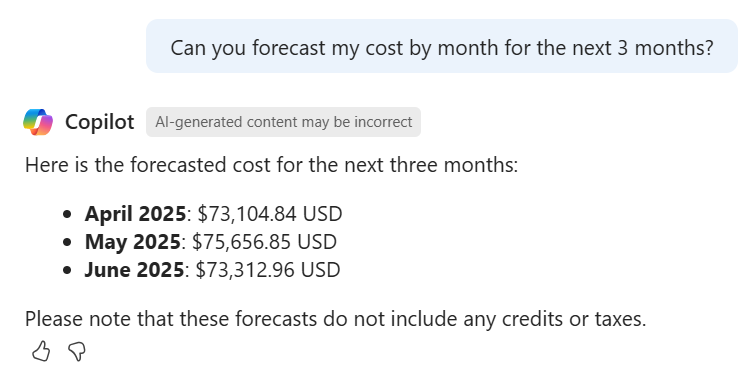 Can you forecast my cost by month for the next 3 months?
Copilot AI-generated content may be incorrect
Here is the forecasted cost for the next three months:
• April 2025: $73,104.84 USD
• May 2025: $75,656.85 USD
• June 2025: $73,312.96 USD
Please note that these forecasts do not include any credits or taxes.